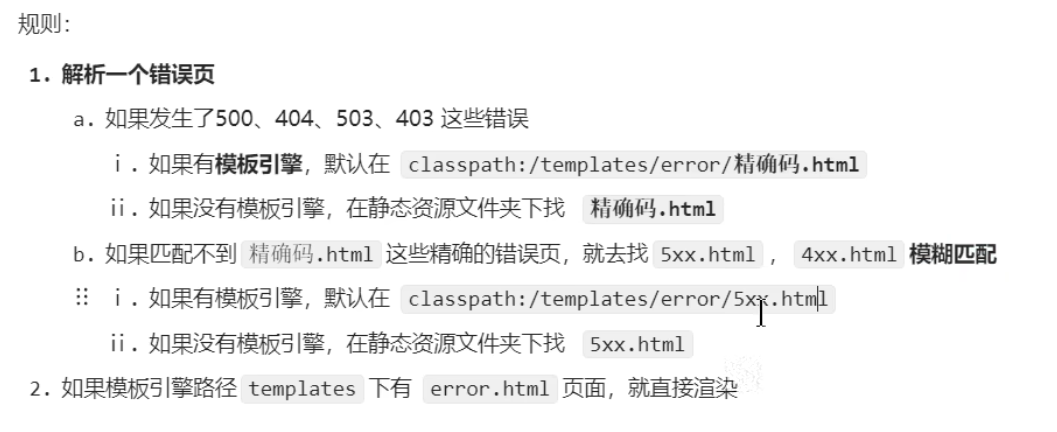 规则：
1. 解析一个错误页
a. 如果发生了500、404、503、403 这些错误
ⅰ. 如果有模板引擎，默认在 classpath:/templates/error/精确码.html
ⅱ. 如果没有模板引擎，在静态资源文件夹下找 精确码.html
b. 如果匹配不到 精确码.html 这些精确的错误页，就去找 5xx.html ， 4xx.html 模糊匹配
ⅰ. 如果有模板引擎，默认在 classpath:/templates/error/5xx.html
ⅱ. 如果没有模板引擎，在静态资源文件夹下找 5xx.html
2. 如果模板引擎路径 templates 下有 error.html 页面，就直接渲染